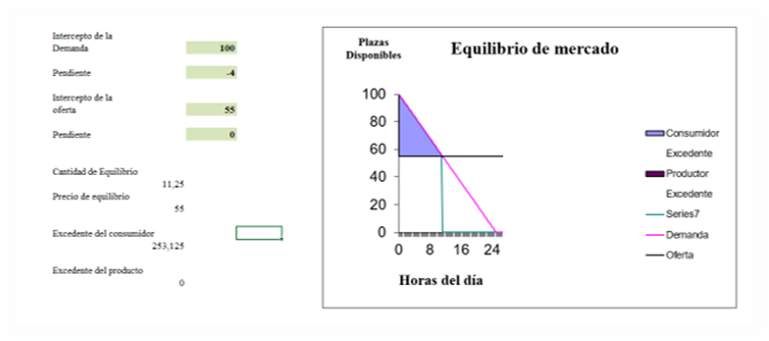 Intercepto de la
Demanda 100
Pendiente -4
Intercepto de la
oferta 55
Pendiente 0
Cantidad de Equilibrio
11,25
Precio de equilibrio
55
Excedente del consumidor
253,125
Excedente del producto
0
Plazas
Disponibles
Equilibrio de mercado
100
80
60
40
20
0
0 8 16 24
Horas del día
Consumidor
Excedente
Productor
Excedente
Series7
Demanda
Oferta